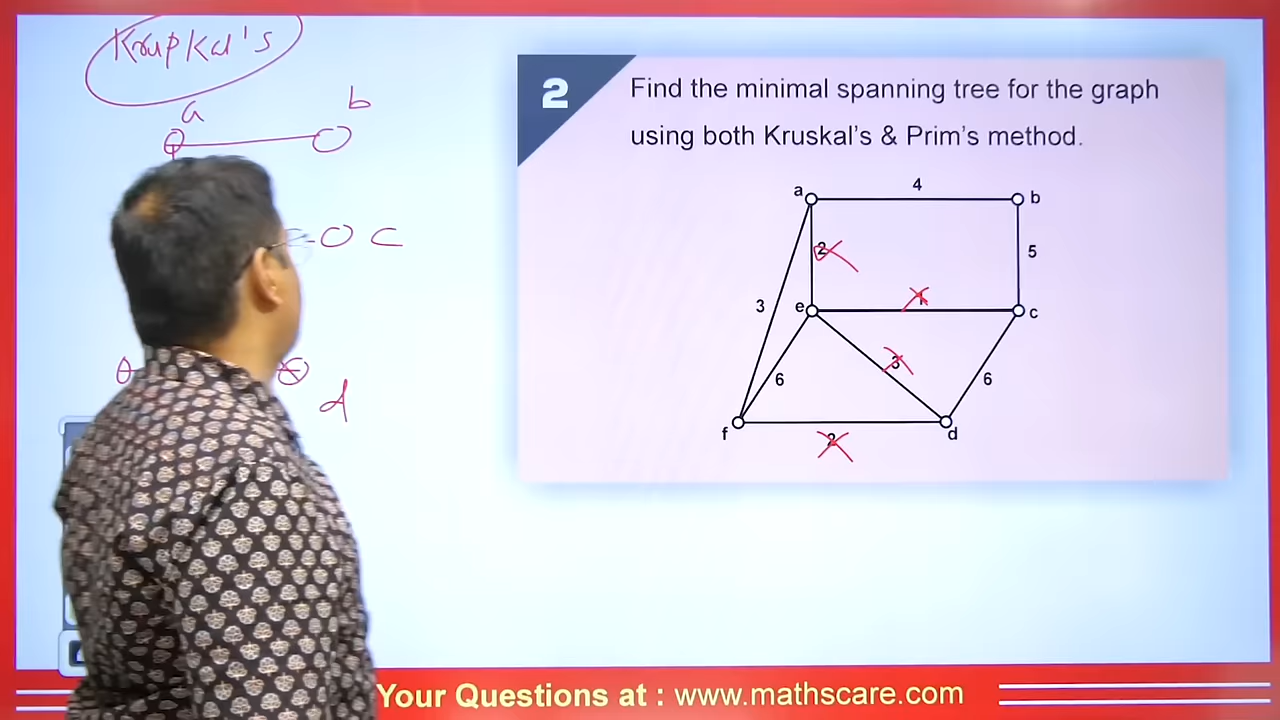 Kruskal's
a
b
c
d
2
Find the minimal spanning tree for the graph
using both Kruskal's & Prim's method.
a 4 b
2 5
3 e 1 c
6 3 6
f 2 d
Your Questions at : www.mathscare.com